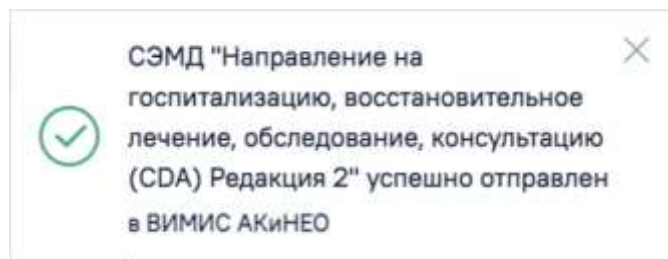 СЭМД "Направление на
госпитализацию, восстановительное
лечение, обследование, консультацию
(CDA) Редакция 2" успешно отправлен
в ВИМИС АКиНЕО